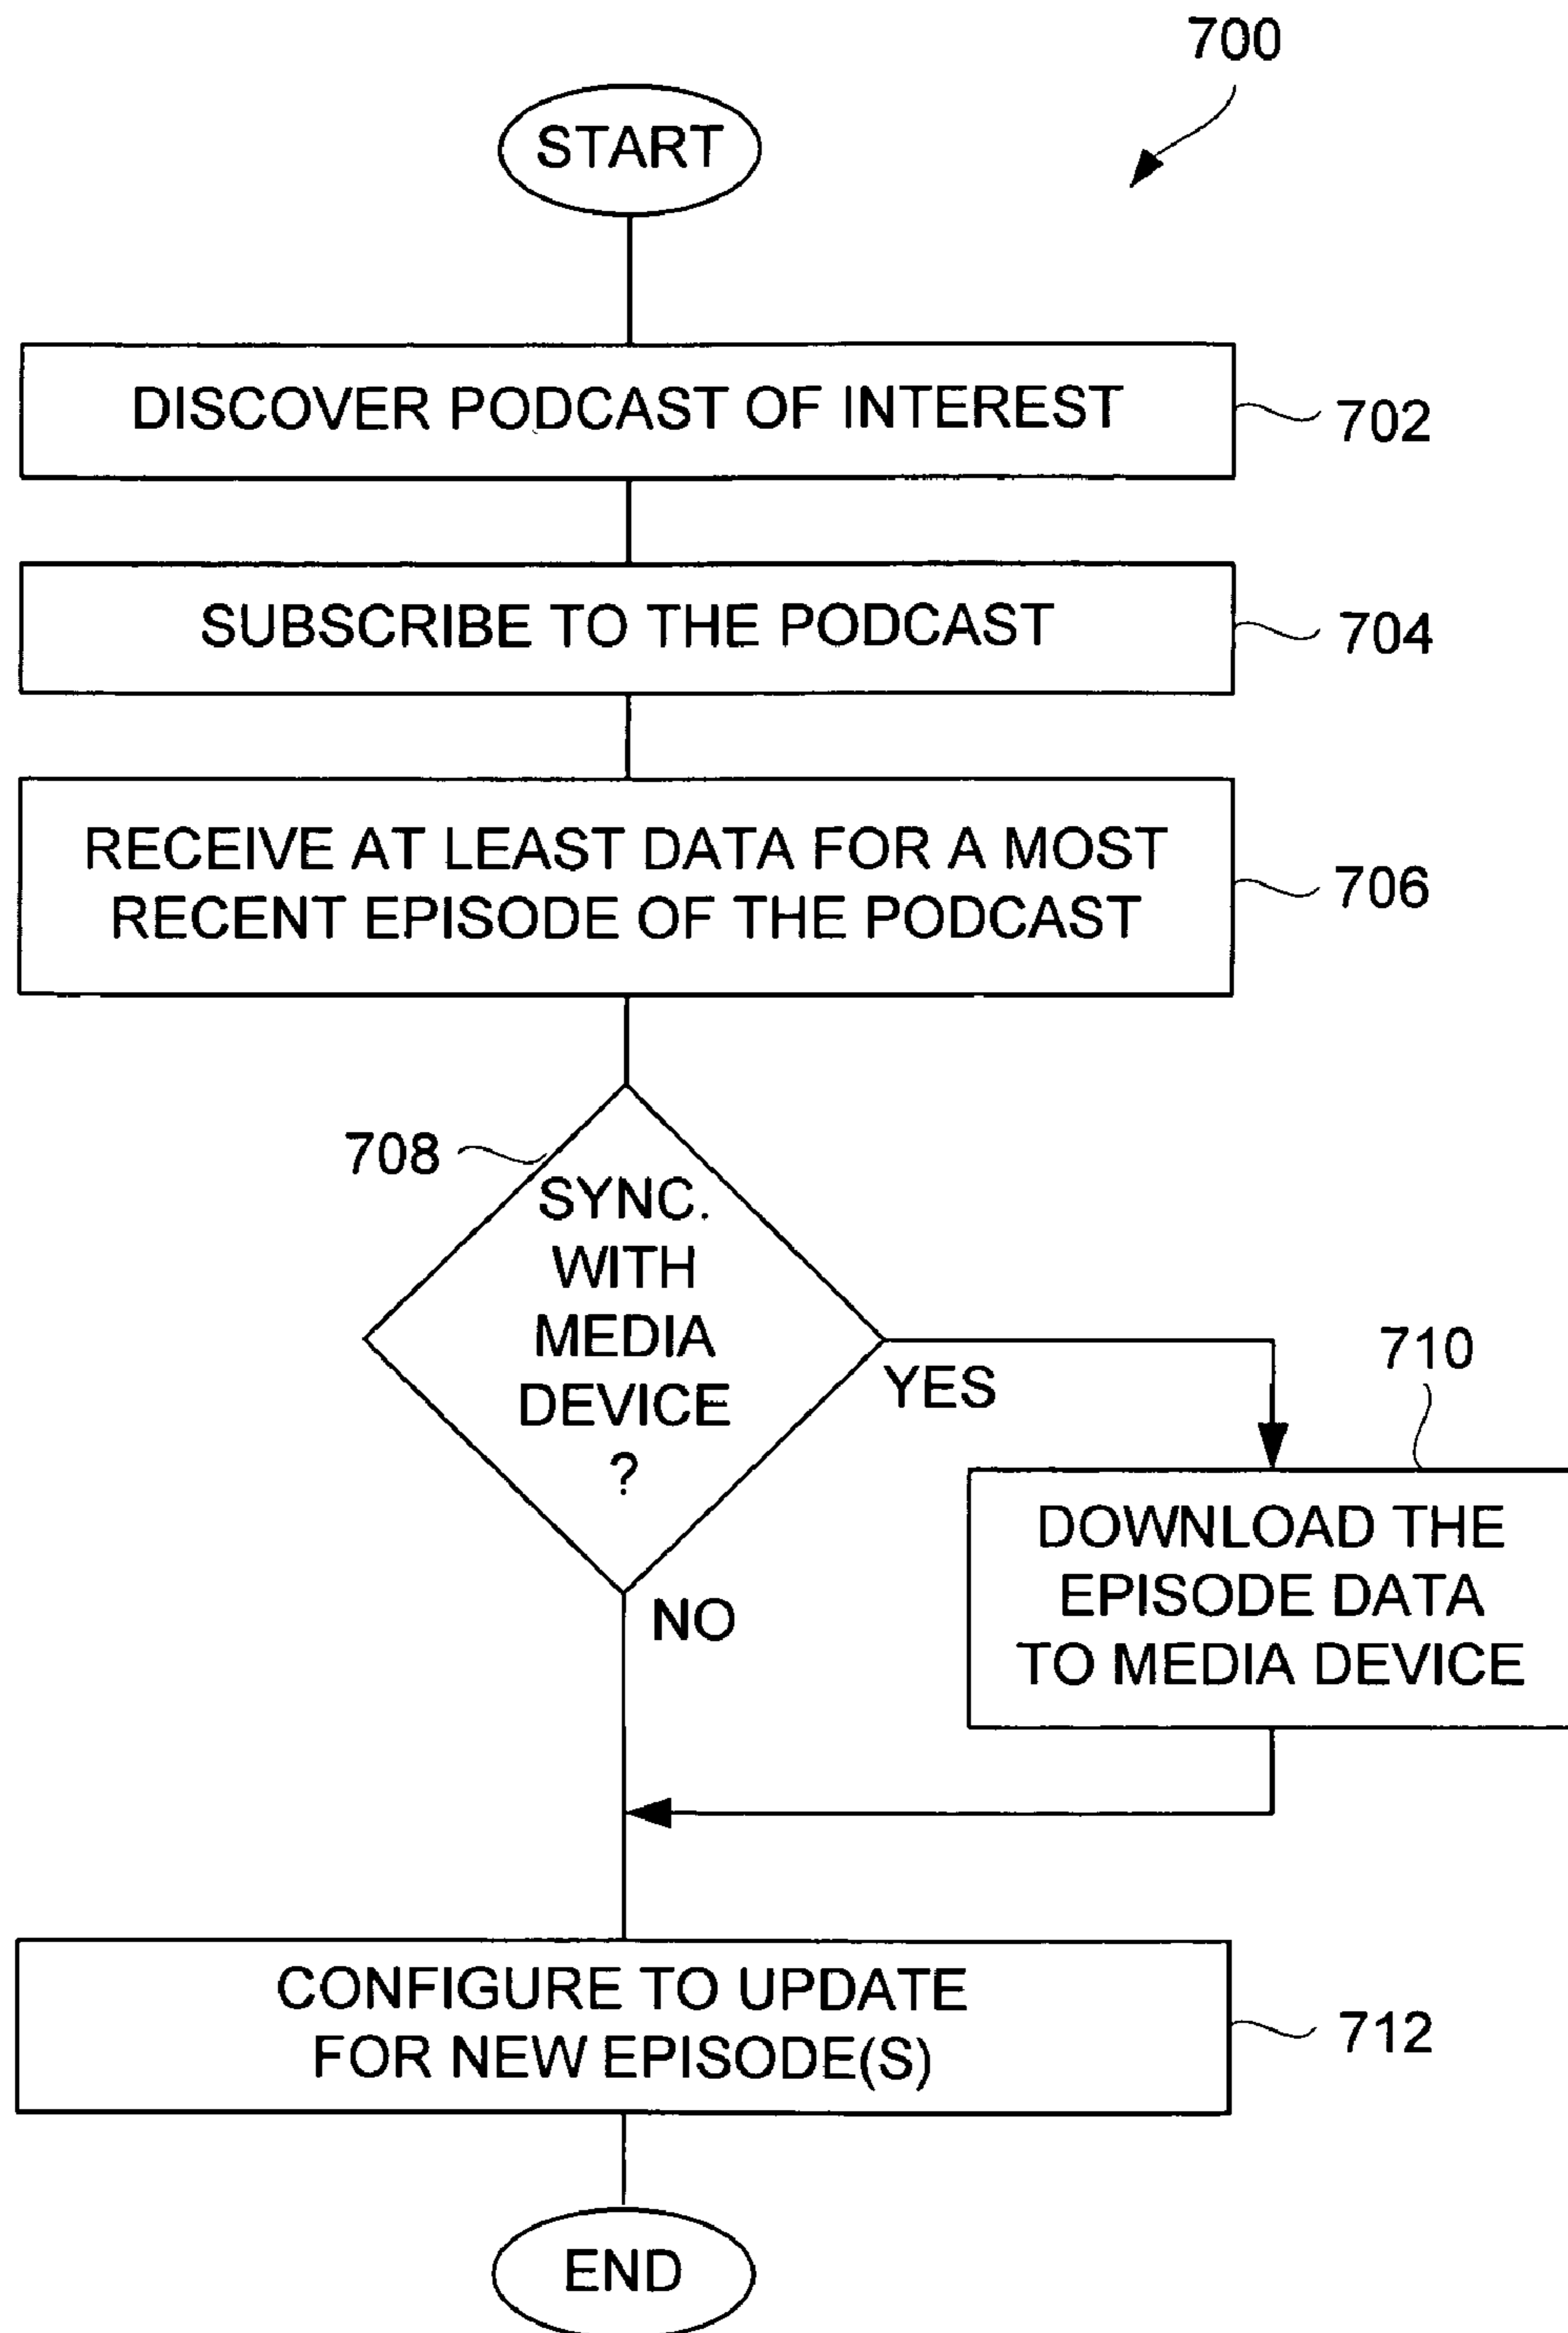 700
START
DISCOVER PODCAST OF INTEREST
702
SUBSCRIBE TO THE PODCAST
704
RECEIVE AT LEAST DATA FOR A MOST
RECENT EPISODE OF THE PODCAST
706
708
SYNC.
WITH
MEDIA
DEVICE
?
YES
710
DOWNLOAD THE
EPISODE DATA
TO MEDIA DEVICE
NO
CONFIGURE TO UPDATE
FOR NEW EPISODE(S)
712
END